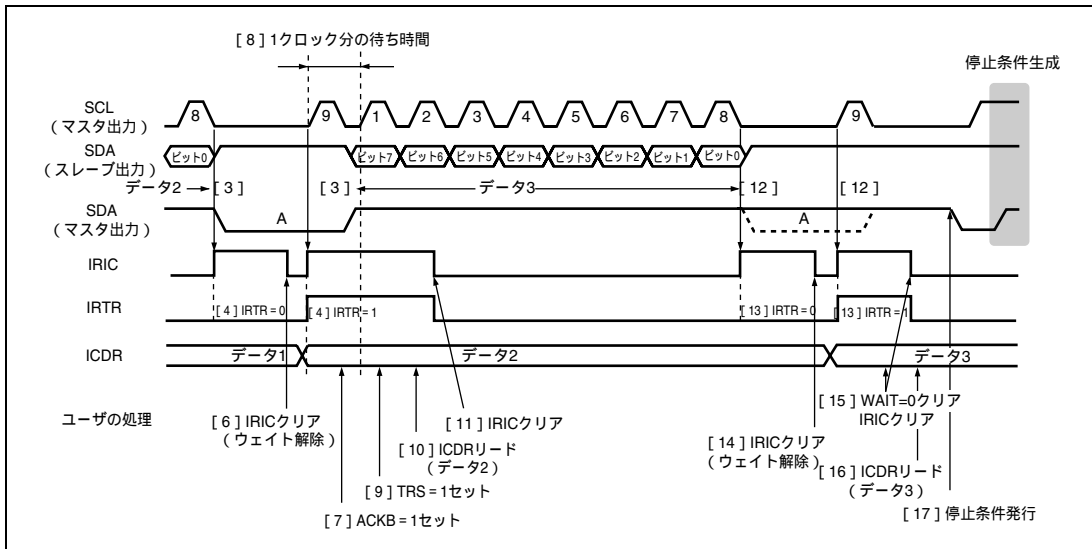 [ 8 ] 1クロック分の待ち時間
停止条件生成
SCL
（マスタ出力）
8 9 1 2 3 4 5 6 7 8 9
SDA
（スレーブ出力）
ビット0 ビット7 ビット6 ビット5 ビット4 ビット3 ビット2 ビット1 ビット0
データ2 [ 3 ] [ 3 ] データ3 [ 12 ] [ 12 ]
SDA
（マスタ出力）
A A
IRIC
IRTR
[ 4 ] IRTR = 0 [ 4 ] IRTR = 1 [ 13 ] IRTR = 0 [ 13 ] IRTR = 1
ICDR
データ1 データ2 データ3
ユーザの処理
[ 6 ] IRICクリア
（ウェイト解除）
[ 11 ] IRICクリア
[ 10 ] ICDRリード
（データ2）
[ 9 ] TRS = 1セット
[ 7 ] ACKB = 1セット
[ 14 ] IRICクリア
（ウェイト解除）
[ 15 ] WAIT=0クリア
IRICクリア
[ 16 ] ICDRリード
（データ3）
[ 17 ] 停止条件発行